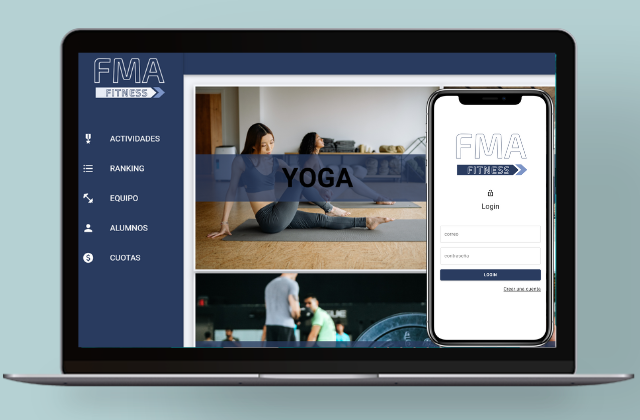 FMA
FITNESS
ACTIVIDADES
RANKING
EQUIPO
ALUMNOS
CUOTAS
YOGA
FMA
FITNESS
Login
correo
contraseña
LOGIN
Crear una cuenta